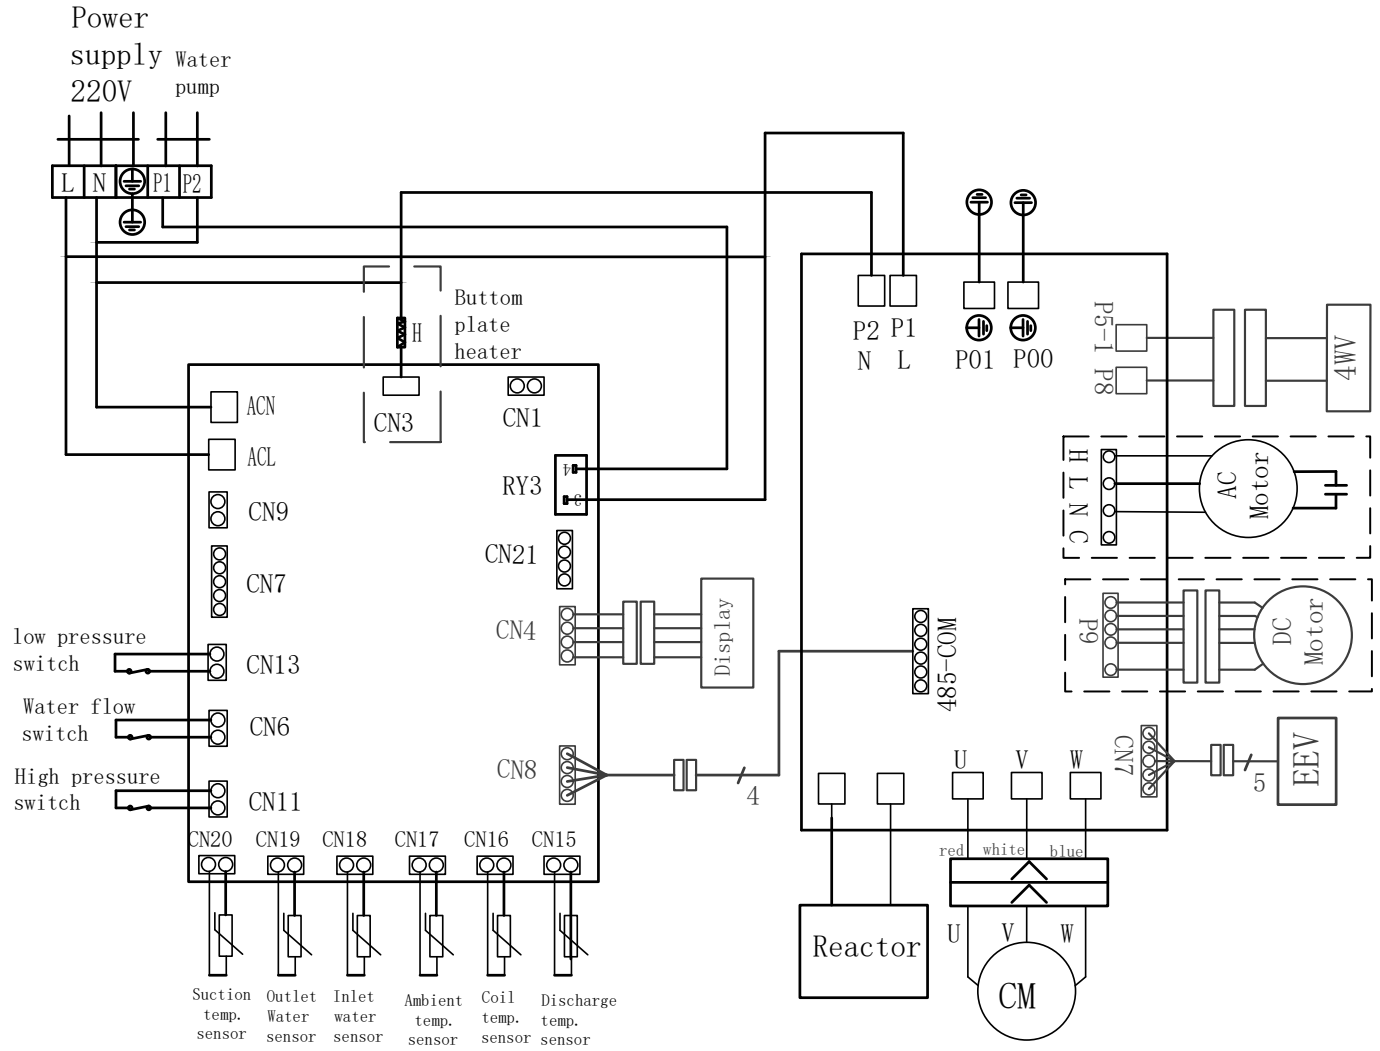 Power
supply
220V
Water
pump
L N P1 P2
Buttom
plate
heater
H
CN3
CN1
ACN
ACL
RY3
4
3
CN9
CN21
CN7
CN4
Display
low pressure
switch
CN13
Water flow
switch
CN6
High pressure
switch
CN11
CN8
4
CN20 CN19 CN18 CN17 CN16 CN15
Suction
temp.
sensor
Outlet
Water
sensor
Inlet
water
sensor
Ambient
temp.
sensor
Coil
temp.
sensor
Discharge
temp.
sensor
P2 P1
N L
P01 P00
P5-1
P8
4WV
H L N C
AC
Motor
P9
DC
Motor
485-COM
CN7
5
EEV
U V W
red white blue
U V W
CM
Reactor